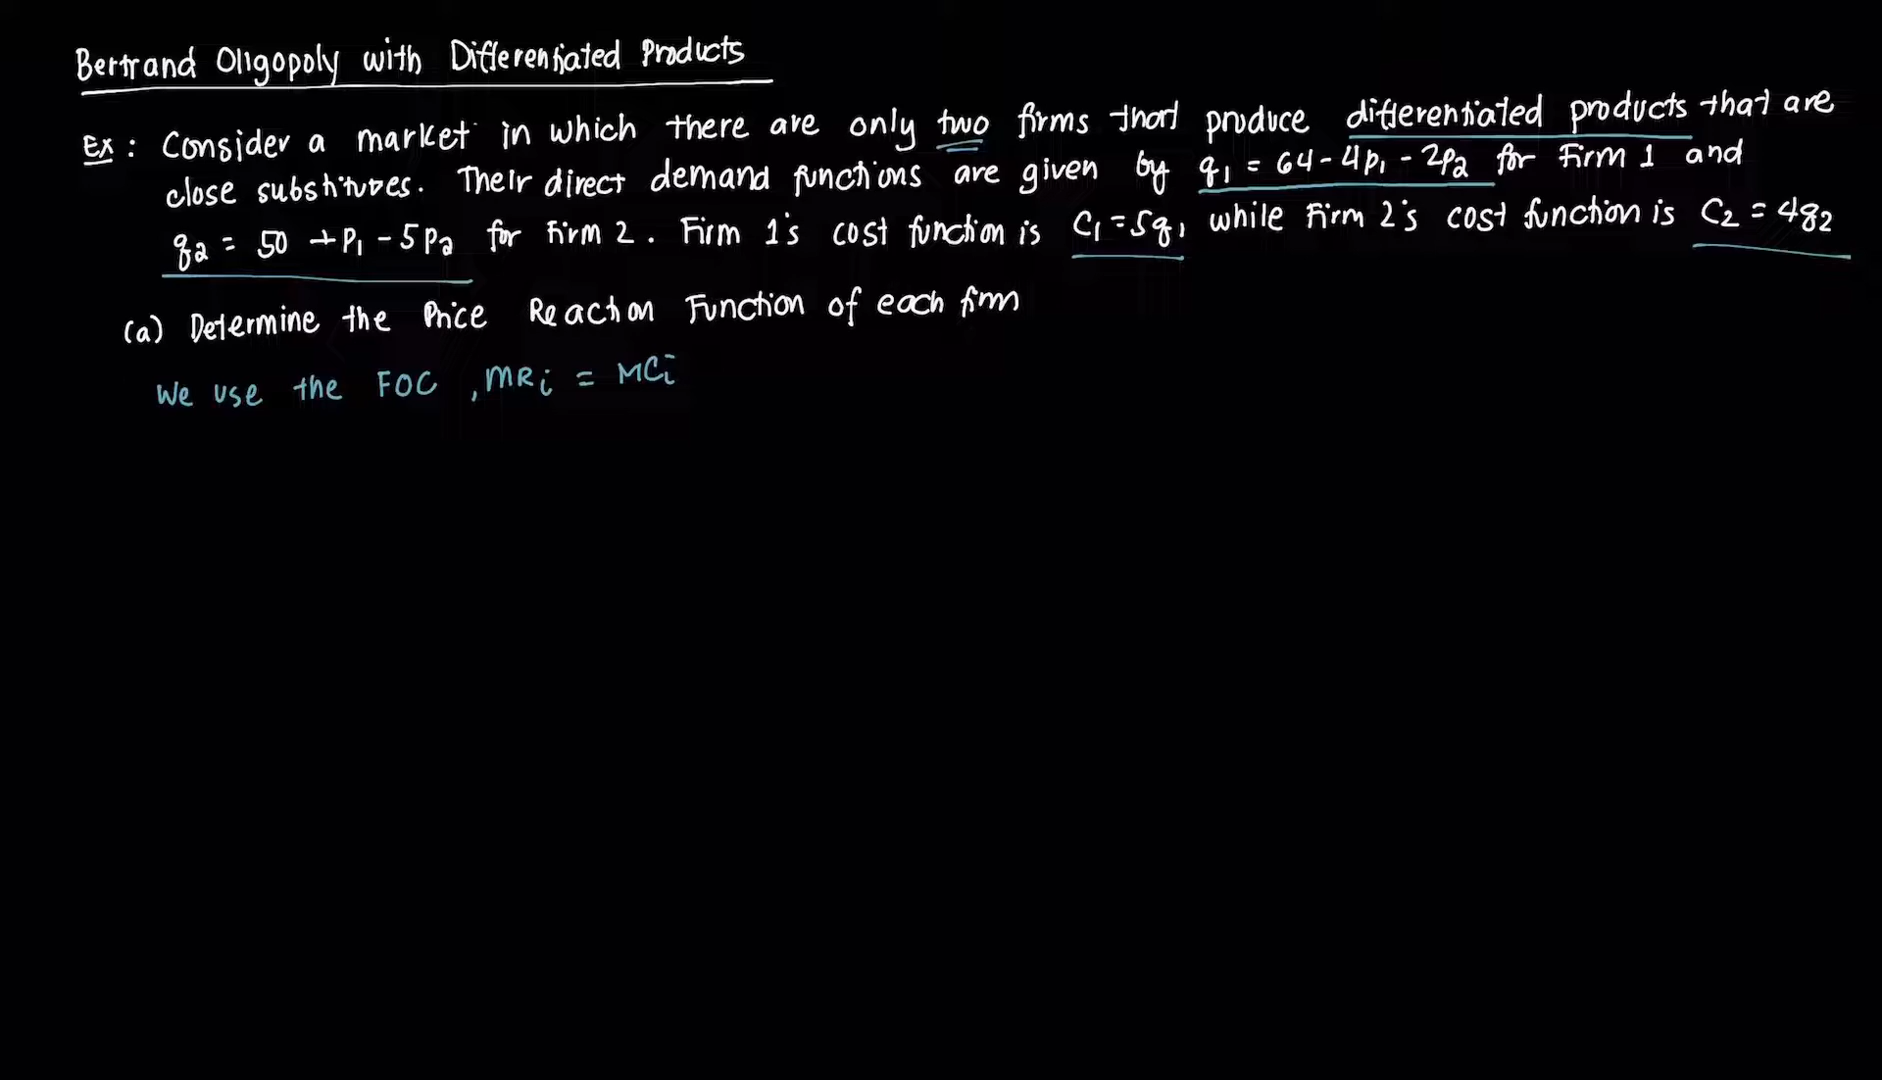 Bertrand Oligopoly with Differentiated Products
Ex: Consider a market in which there are only two firms that produce differentiated products that are
close substitutes. Their direct demand functions are given by q₁ = 64 - 4p₁ - 2p₂ for Firm 1 and
q₂ = 50 + p₁ - 5p₂ for Firm 2. Firm 1's cost function is C₁ = 5q₁ while Firm 2's cost function is C₂ = 4q₂
(a) Determine the Price Reaction Function of each firm
We use the FOC, MRi = MCi